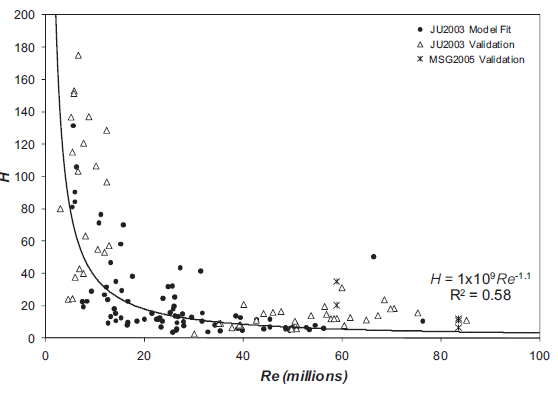 200
180
160
140
120
100
80
60
40
20
0
H
0 20 40 60 80 100
Re (millions)
JU2003 Model Fit
JU2003 Validation
MSG2005 Validation
H = 1x10⁹Re⁻¹·¹
R² = 0.58